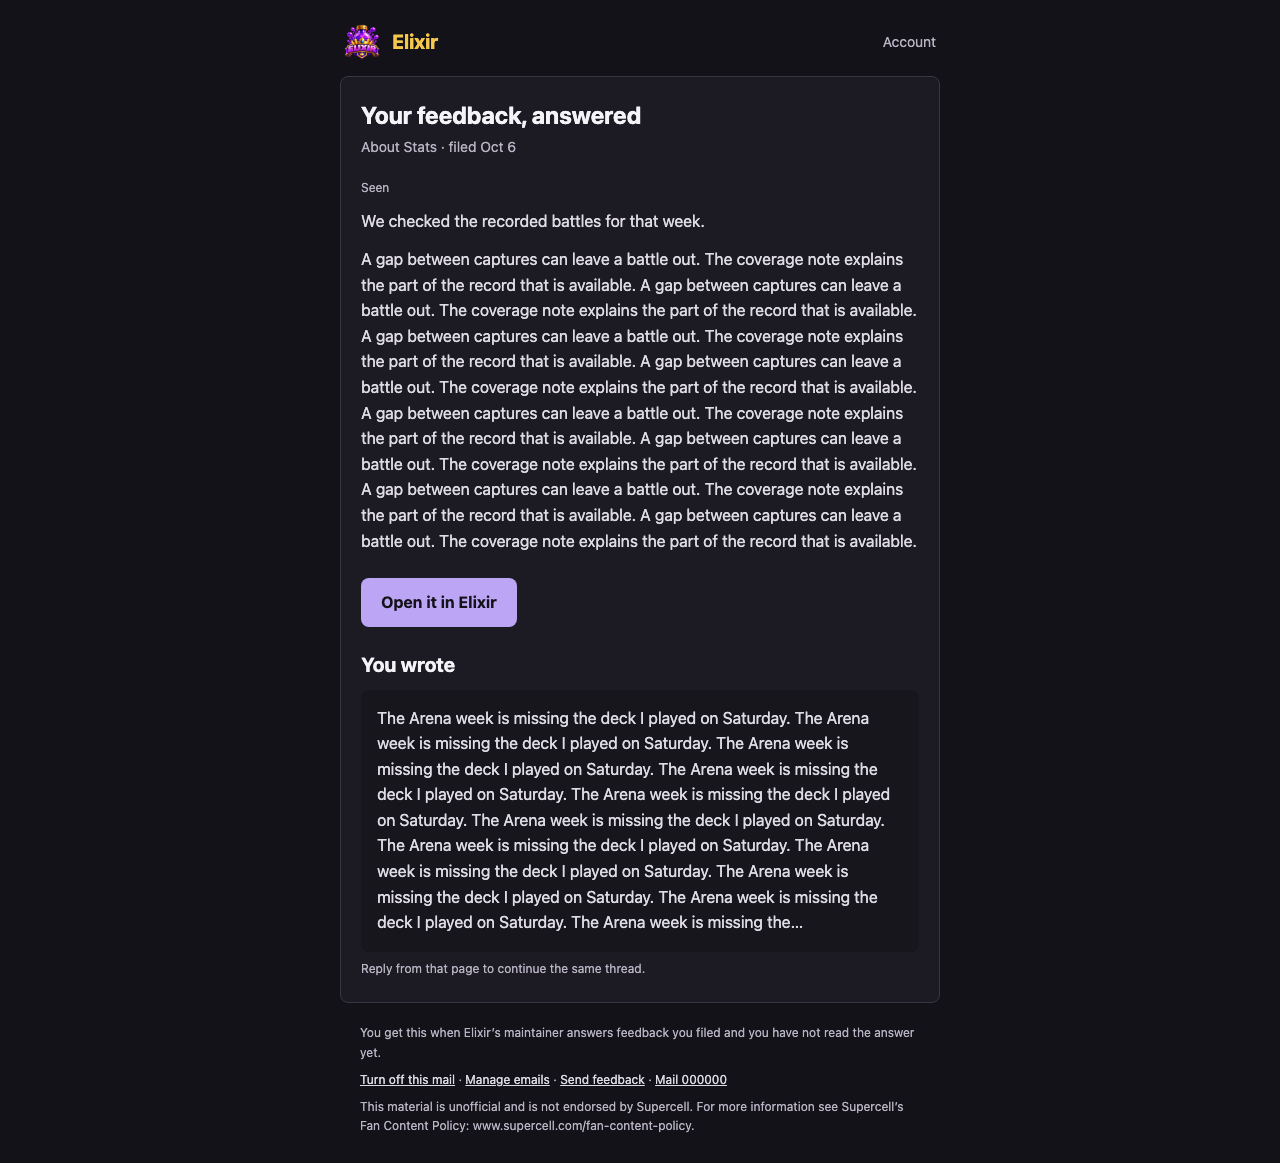 ELIXIR
Elixir
Account
Your feedback, answered
About Stats · filed Oct 6
Seen
We checked the recorded battles for that week.
A gap between captures can leave a battle out. The coverage note explains
the part of the record that is available. A gap between captures can leave a
battle out. The coverage note explains the part of the record that is available.
A gap between captures can leave a battle out. The coverage note explains
the part of the record that is available. A gap between captures can leave a
battle out. The coverage note explains the part of the record that is available.
A gap between captures can leave a battle out. The coverage note explains
the part of the record that is available. A gap between captures can leave a
battle out. The coverage note explains the part of the record that is available.
A gap between captures can leave a battle out. The coverage note explains
the part of the record that is available. A gap between captures can leave a
battle out. The coverage note explains the part of the record that is available.
Open it in Elixir
You wrote
The Arena week is missing the deck I played on Saturday. The Arena
week is missing the deck I played on Saturday. The Arena week is
missing the deck I played on Saturday. The Arena week is missing the
deck I played on Saturday. The Arena week is missing the deck I played
on Saturday. The Arena week is missing the deck I played on Saturday.
The Arena week is missing the deck I played on Saturday. The Arena
week is missing the deck I played on Saturday. The Arena week is
missing the deck I played on Saturday. The Arena week is missing the
deck I played on Saturday. The Arena week is missing the...
Reply from that page to continue the same thread.
You get this when Elixir’s maintainer answers feedback you filed and you have not read the answer
yet.
Turn off this mail · Manage emails · Send feedback · Mail 000000
This material is unofficial and is not endorsed by Supercell. For more information see Supercell’s
Fan Content Policy: www.supercell.com/fan-content-policy.